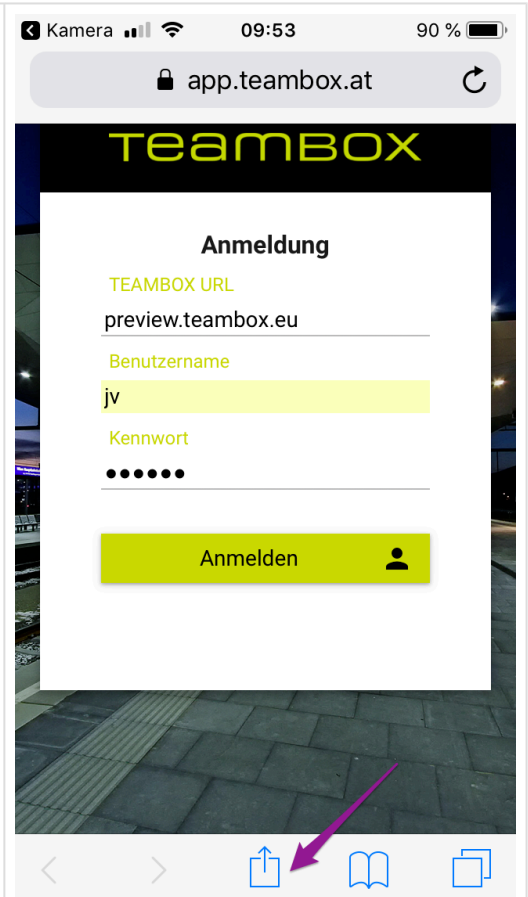 Kamera 09:53 90 %
app.teambox.at
TEAMBOX
Anmeldung
TEAMBOX URL
preview.teambox.eu
Benutzername
jv
Kennwort
••••••
Anmelden